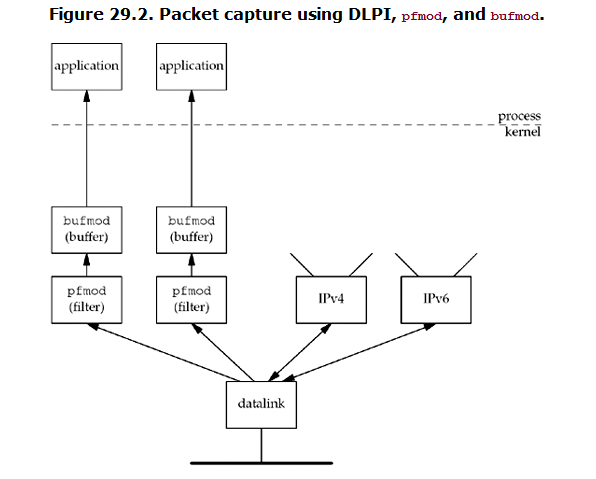 Figure 29.2. Packet capture using DLPI, pfmod, and bufmod.
application
application
process
kernel
bufmod
(buffer)
bufmod
(buffer)
pfmod
(filter)
pfmod
(filter)
IPv4
IPv6
datalink